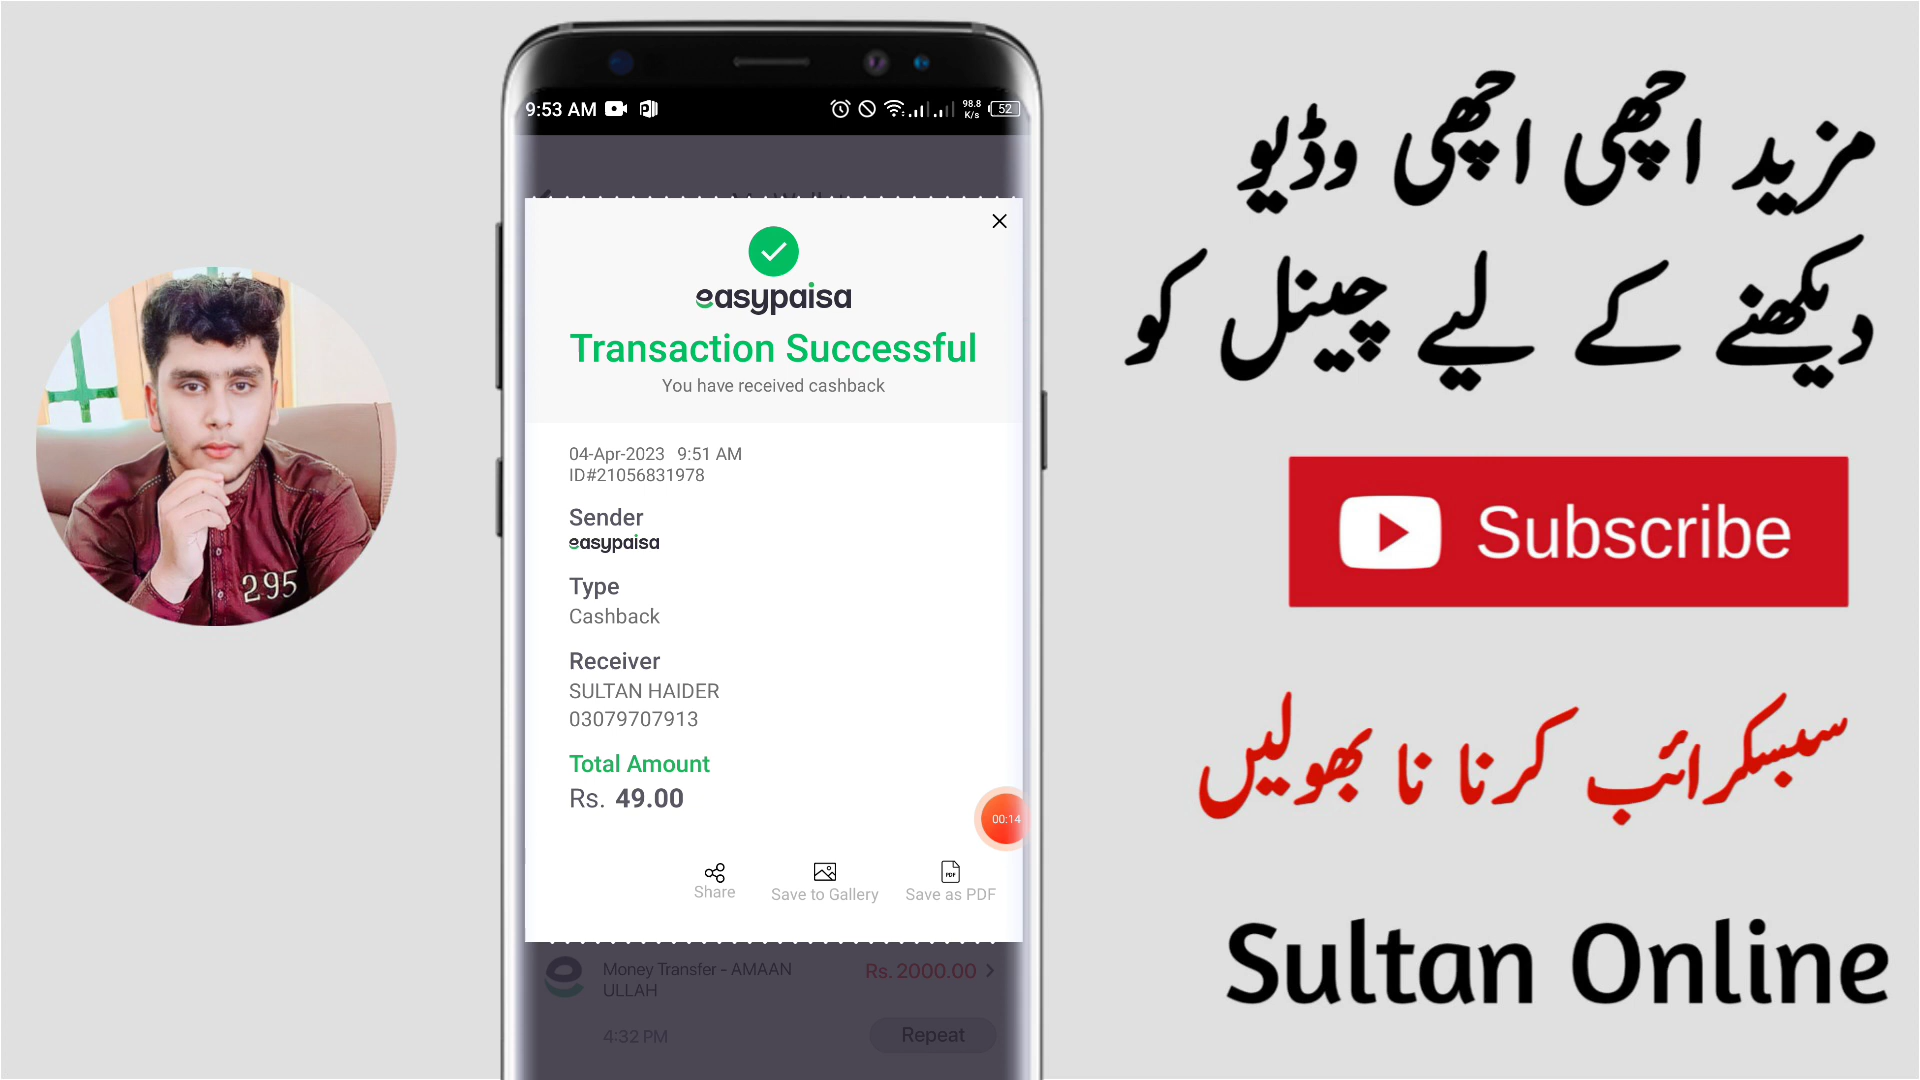 9:53 AM
98.8
K/s
52
easypaisa
Transaction Successful
You have received cashback
04-Apr-2023 9:51 AM
ID#21056831978
Sender
easypaisa
Type
Cashback
Receiver
SULTAN HAIDER
03079707913
Total Amount
Rs. 49.00
00:14
Share
Save to Gallery
PDF
Save as PDF
Money Transfer - AMAAN
ULLAH
Rs. 2000.00
4:32 PM
Repeat
295
مزید اچھی اچھی وڈیو
دیکھنے کے لیے چینل کو
Subscribe
سبسکرائب کرنا نا بھولیں
Sultan Online